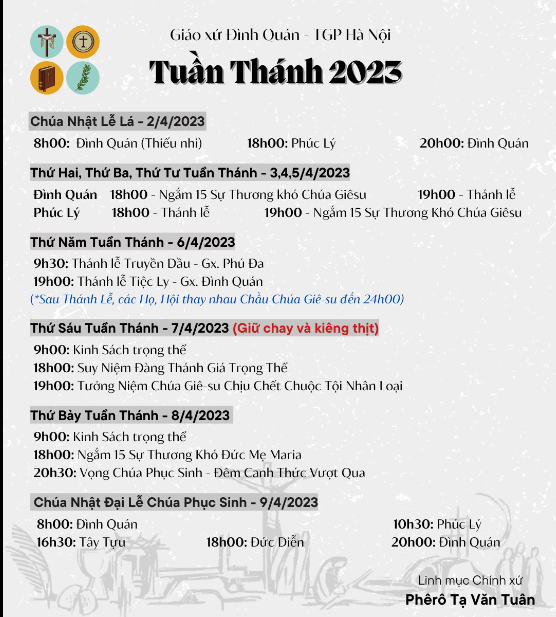 Giáo xứ Đình Quán - TGP Hà Nội
Tuần Thánh 2023
Chúa Nhật Lễ Lá - 2/4/2023
8h00: Đình Quán (Thiếu nhi) 18h00: Phúc Lý 20h00: Đình Quán
Thứ Hai, Thứ Ba, Thứ Tư Tuần Thánh - 3,4,5/4/2023
Đình Quán 18h00 - Ngắm 15 Sự Thương khó Chúa Giêsu 19h00 - Thánh lễ
Phúc Lý 18h00 - Thánh lễ 19h00 - Ngắm 15 Sự Thương Khó Chúa Giêsu
Thứ Năm Tuần Thánh - 6/4/2023
9h30: Thánh lễ Truyền Dầu - Gx. Phú Đa
19h00: Thánh lễ Tiệc Ly - Gx. Đình Quán
(*Sau Thánh Lễ, các Họ, Hội thay nhau Chầu Chúa Giê-su đến 24h00)
Thứ Sáu Tuần Thánh - 7/4/2023 (Giữ chay và kiêng thịt)
9h00: Kinh Sách trọng thể
18h00: Suy Niệm Đàng Thánh Giá Trọng Thể
19h00: Tưởng Niệm Chúa Giê-su Chịu Chết Chuộc Tội Nhân Loại
Thứ Bảy Tuần Thánh - 8/4/2023
9h00: Kinh Sách trọng thể
18h00: Ngắm 15 Sự Thương Khó Đức Mẹ Maria
20h30: Vọng Chúa Phục Sinh - Đêm Canh Thức Vượt Qua
Chúa Nhật Đại Lễ Chúa Phục Sinh - 9/4/2023
8h00: Đình Quán 10h30: Phúc Lý
16h30: Tây Tựu 18h00: Đức Diễn 20h00: Đình Quán
Linh mục Chính xứ
Phêrô Tạ Văn Tuân